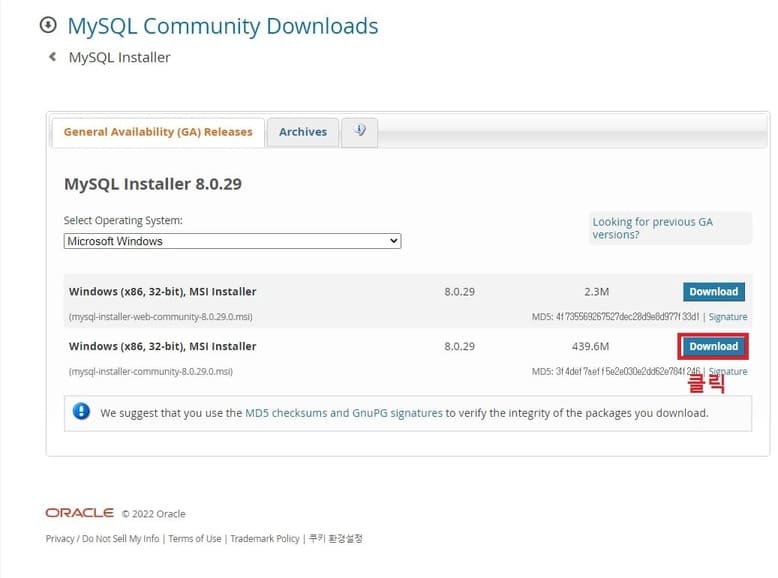 MySQL Community Downloads
MySQL Installer
General Availability (GA) Releases
Archives
MySQL Installer 8.0.29
Select Operating System:
Microsoft Windows
Looking for previous GA
versions?
Windows (x86, 32-bit), MSI Installer 8.0.29 2.3M Download
(mysql-installer-web-community-8.0.29.0.msi) MD5: 4f735569267527dec28d9e8d977f33d1 | Signature
Windows (x86, 32-bit), MSI Installer 8.0.29 439.6M Download
(mysql-installer-community-8.0.29.0.msi) MD5: 3f4def7aeff5e2e030e2dd62e784f246 | Signature
클릭
We suggest that you use the MD5 checksums and GnuPG signatures to verify the integrity of the packages you download.
ORACLE © 2022 Oracle
Privacy / Do Not Sell My Info | Terms of Use | Trademark Policy | 쿠키 환경설정